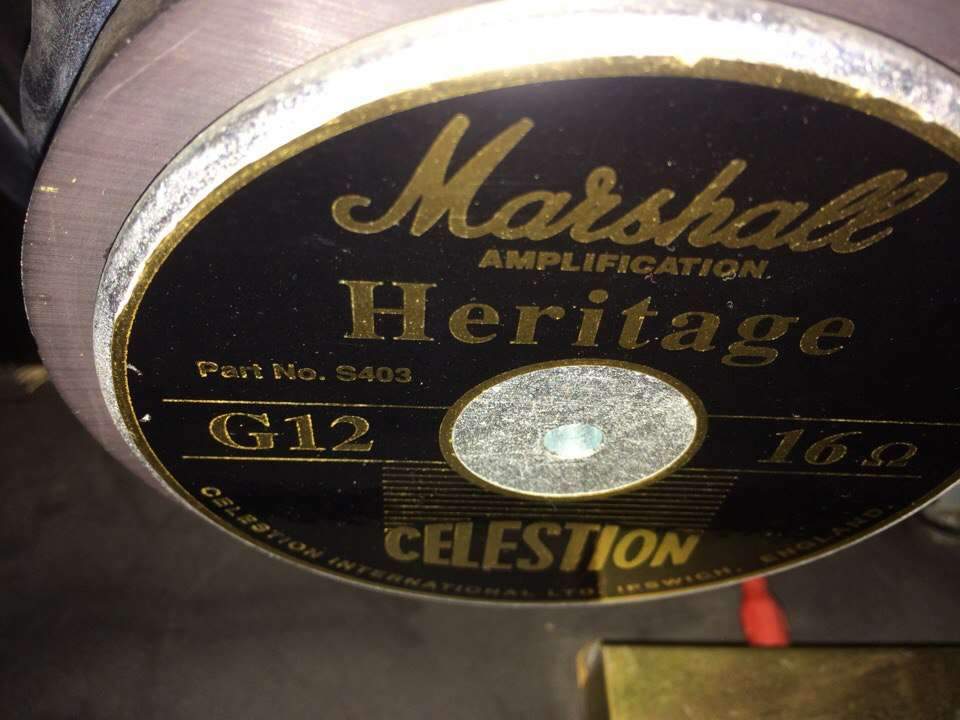 Marshall
AMPLIFICATION
Heritage
Part No. S403
G12
16Ω
CELESTION
CELESTION INTERNATIONAL LTD. IPSWICH, ENGLAND.